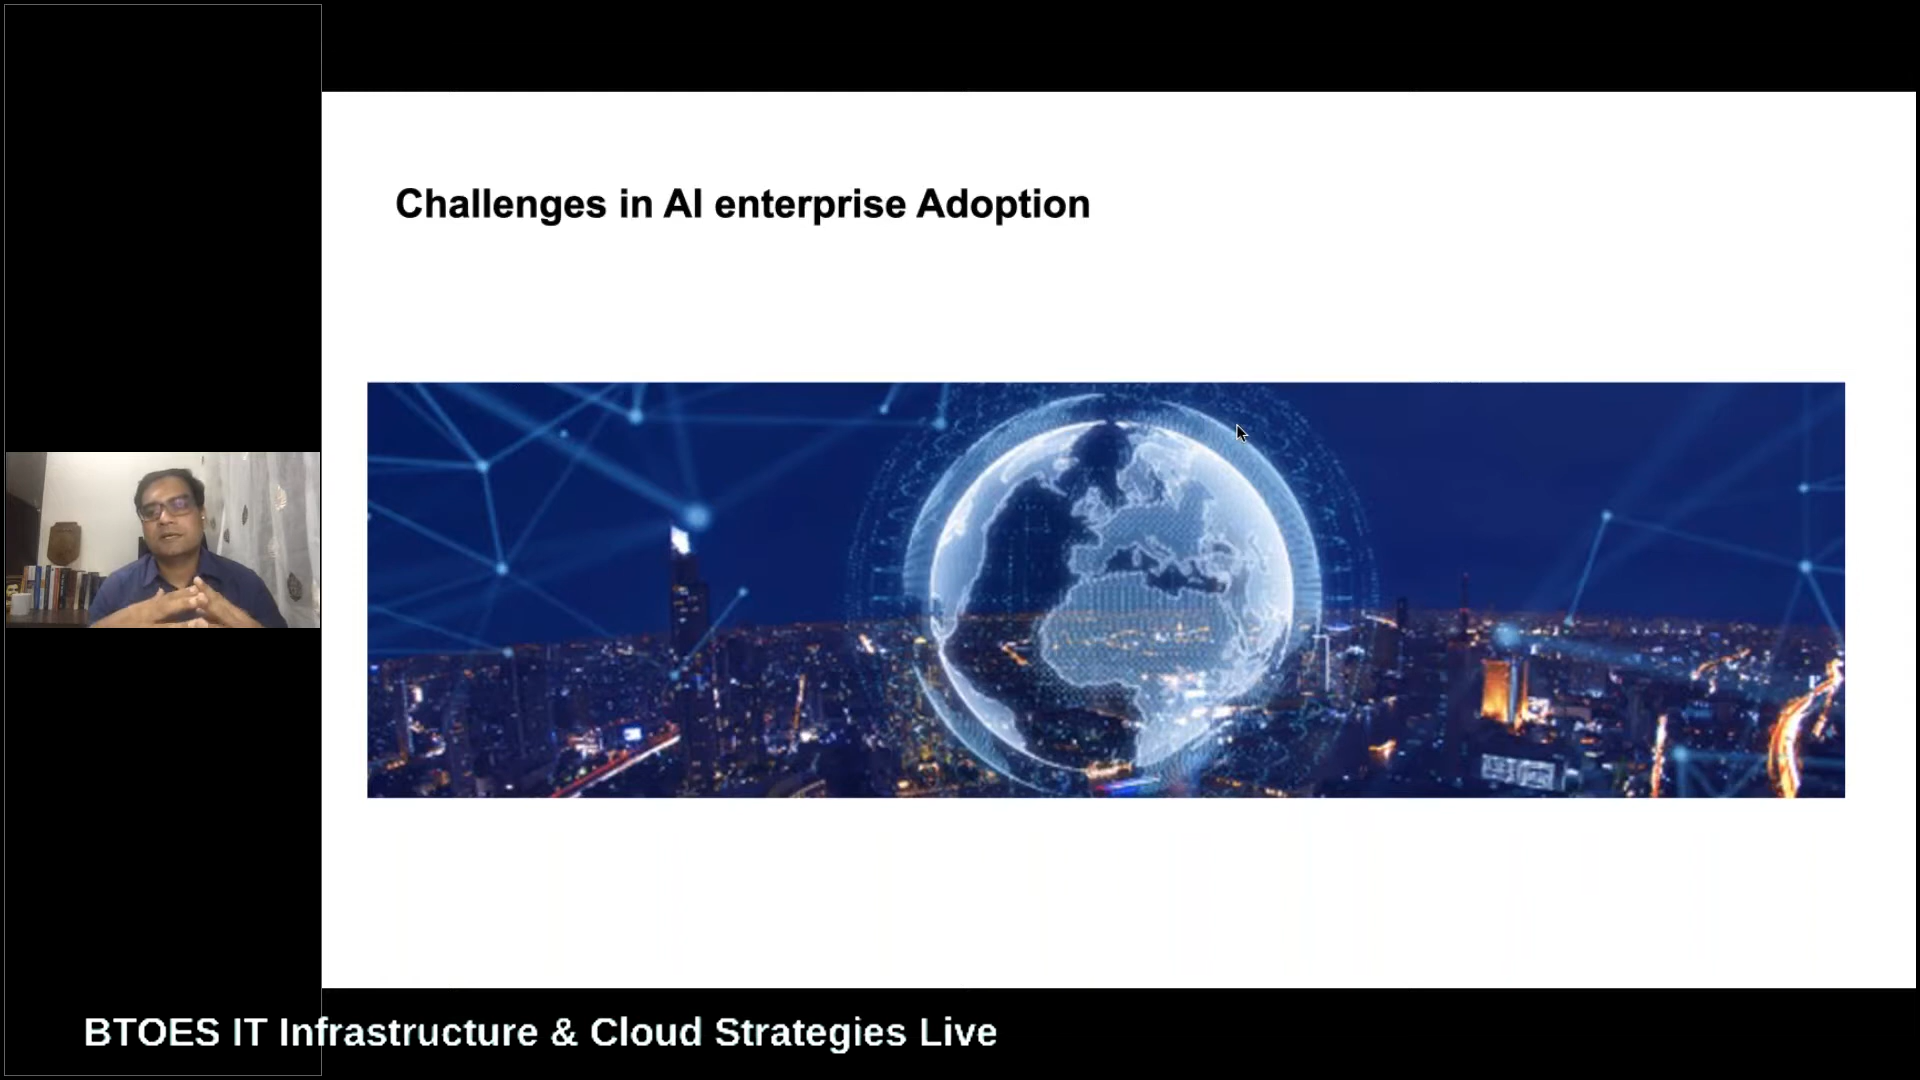 Challenges in AI enterprise Adoption
BTOES IT Infrastructure & Cloud Strategies Live